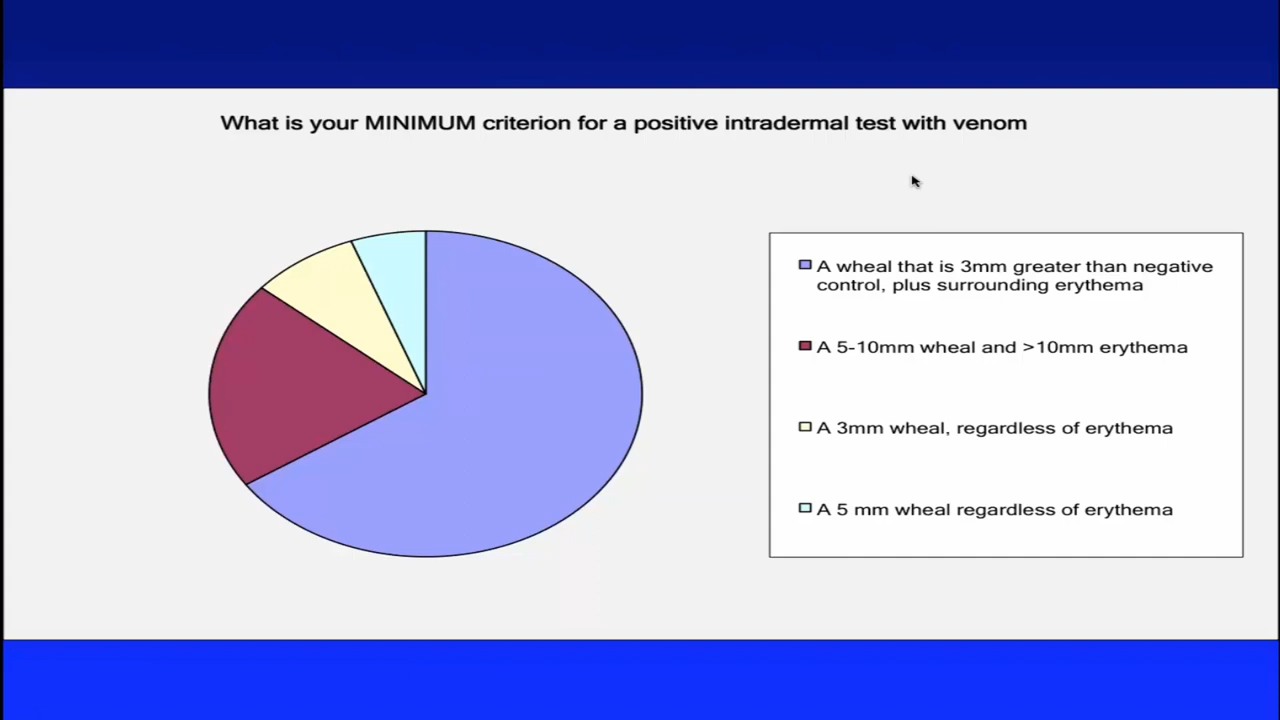 What is your MINIMUM criterion for a positive intradermal test with venom
A wheal that is 3mm greater than negative
control, plus surrounding erythema
A 5-10mm wheal and >10mm erythema
A 3mm wheal, regardless of erythema
A 5 mm wheal regardless of erythema